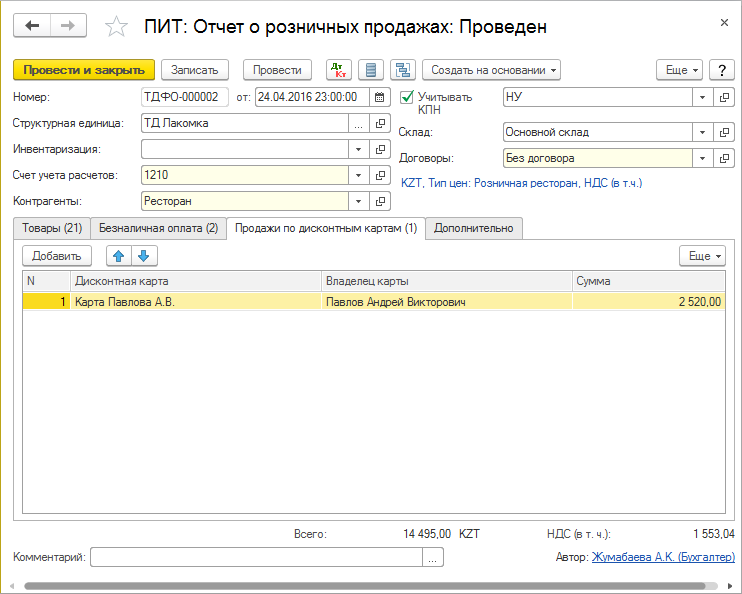 ПИТ: Отчет о розничных продажах: Проведен
Провести и закрыть Записать Провести Дт Кт Создать на основании Еще ?
Номер: ТДФО-000002 от: 24.04.2016 23:00:00 Учитывать КПН НУ
Структурная единица: ТД Лакомка ... Склад: Основной склад
Инвентаризация: Договоры: Без договора
Счет учета расчетов: 1210 KZT, Тип цен: Розничная ресторан, НДС (в т.ч.)
Контрагенты: Ресторан
Товары (21) Безналичная оплата (2) Продажи по дисконтным картам (1) Дополнительно
Добавить Еще
N Дисконтная карта Владелец карты Сумма
1 Карта Павлова А.В. Павлов Андрей Викторович 2 520,00
Всего: 14 495,00 KZT НДС (в т. ч.): 1 553,04
Комментарий: ... Автор: Жумабаева А.К. (Бухгалтер)